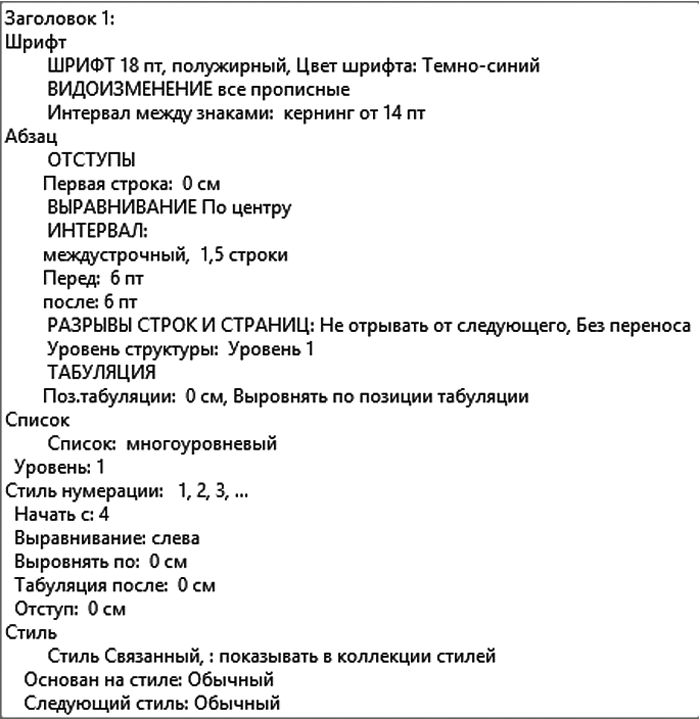 Заголовок 1:
Шрифт
ШРИФТ 18 пт, полужирный, Цвет шрифта: Темно-синий
ВИДОИЗМЕНЕНИЕ все прописные
Интервал между знаками: кернинг от 14 пт
Абзац
ОТСТУПЫ
Первая строка: 0 см
ВЫРАВНИВАНИЕ По центру
ИНТЕРВАЛ:
междустрочный, 1,5 строки
Перед: 6 пт
после: 6 пт
РАЗРЫВЫ СТРОК И СТРАНИЦ: Не отрывать от следующего, Без переноса
Уровень структуры: Уровень 1
ТАБУЛЯЦИЯ
Поз.табуляции: 0 см, Выровнять по позиции табуляции
Список
Список: многоуровневый
Уровень: 1
Стиль нумерации: 1, 2, 3, ...
Начать с: 4
Выравнивание: слева
Выровнять по: 0 см
Табуляция после: 0 см
Отступ: 0 см
Стиль
Стиль Связанный, : показывать в коллекции стилей
Основан на стиле: Обычный
Следующий стиль: Обычный